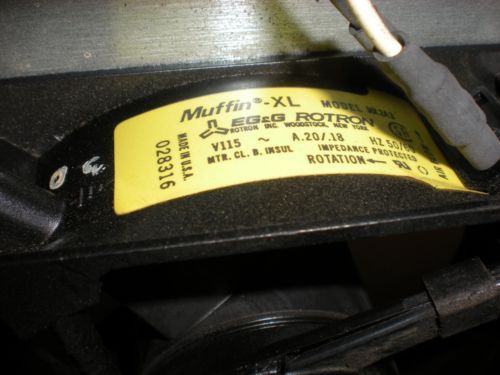 Muffin®-XL MODEL
EG&G ROTRON
ROTRON INC. WOODSTOCK, NEW YORK
V115 ~ A.20/.18 HZ 50/60
MTR. CL. B. INSUL IMPEDANCE PROTECTED
ROTATION←
MADE IN U.S.A.
028316
AIR